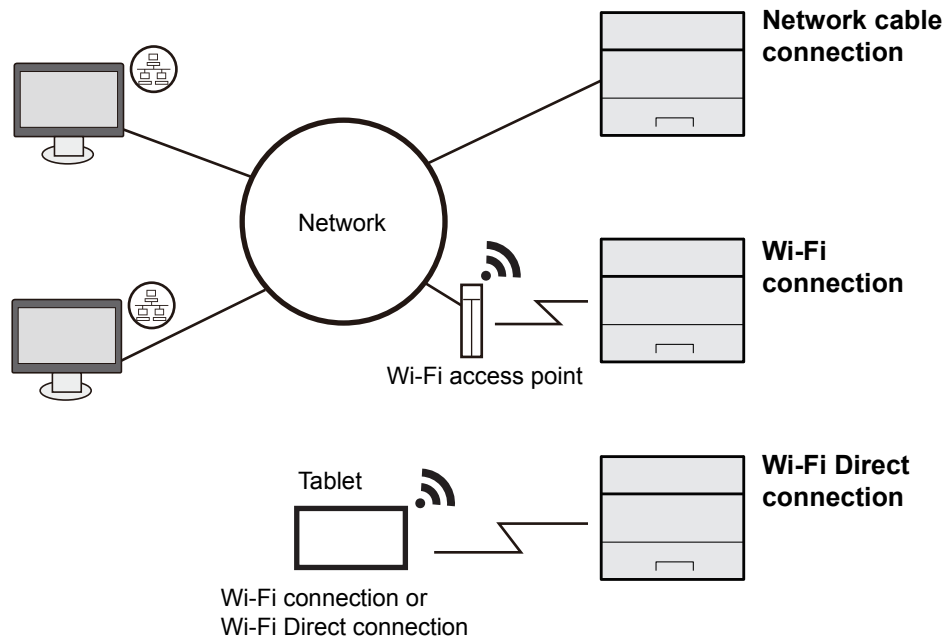 Network cable
connection
Network
Wi-Fi
connection
Wi-Fi access point
Wi-Fi Direct
connection
Tablet
Wi-Fi connection or
Wi-Fi Direct connection